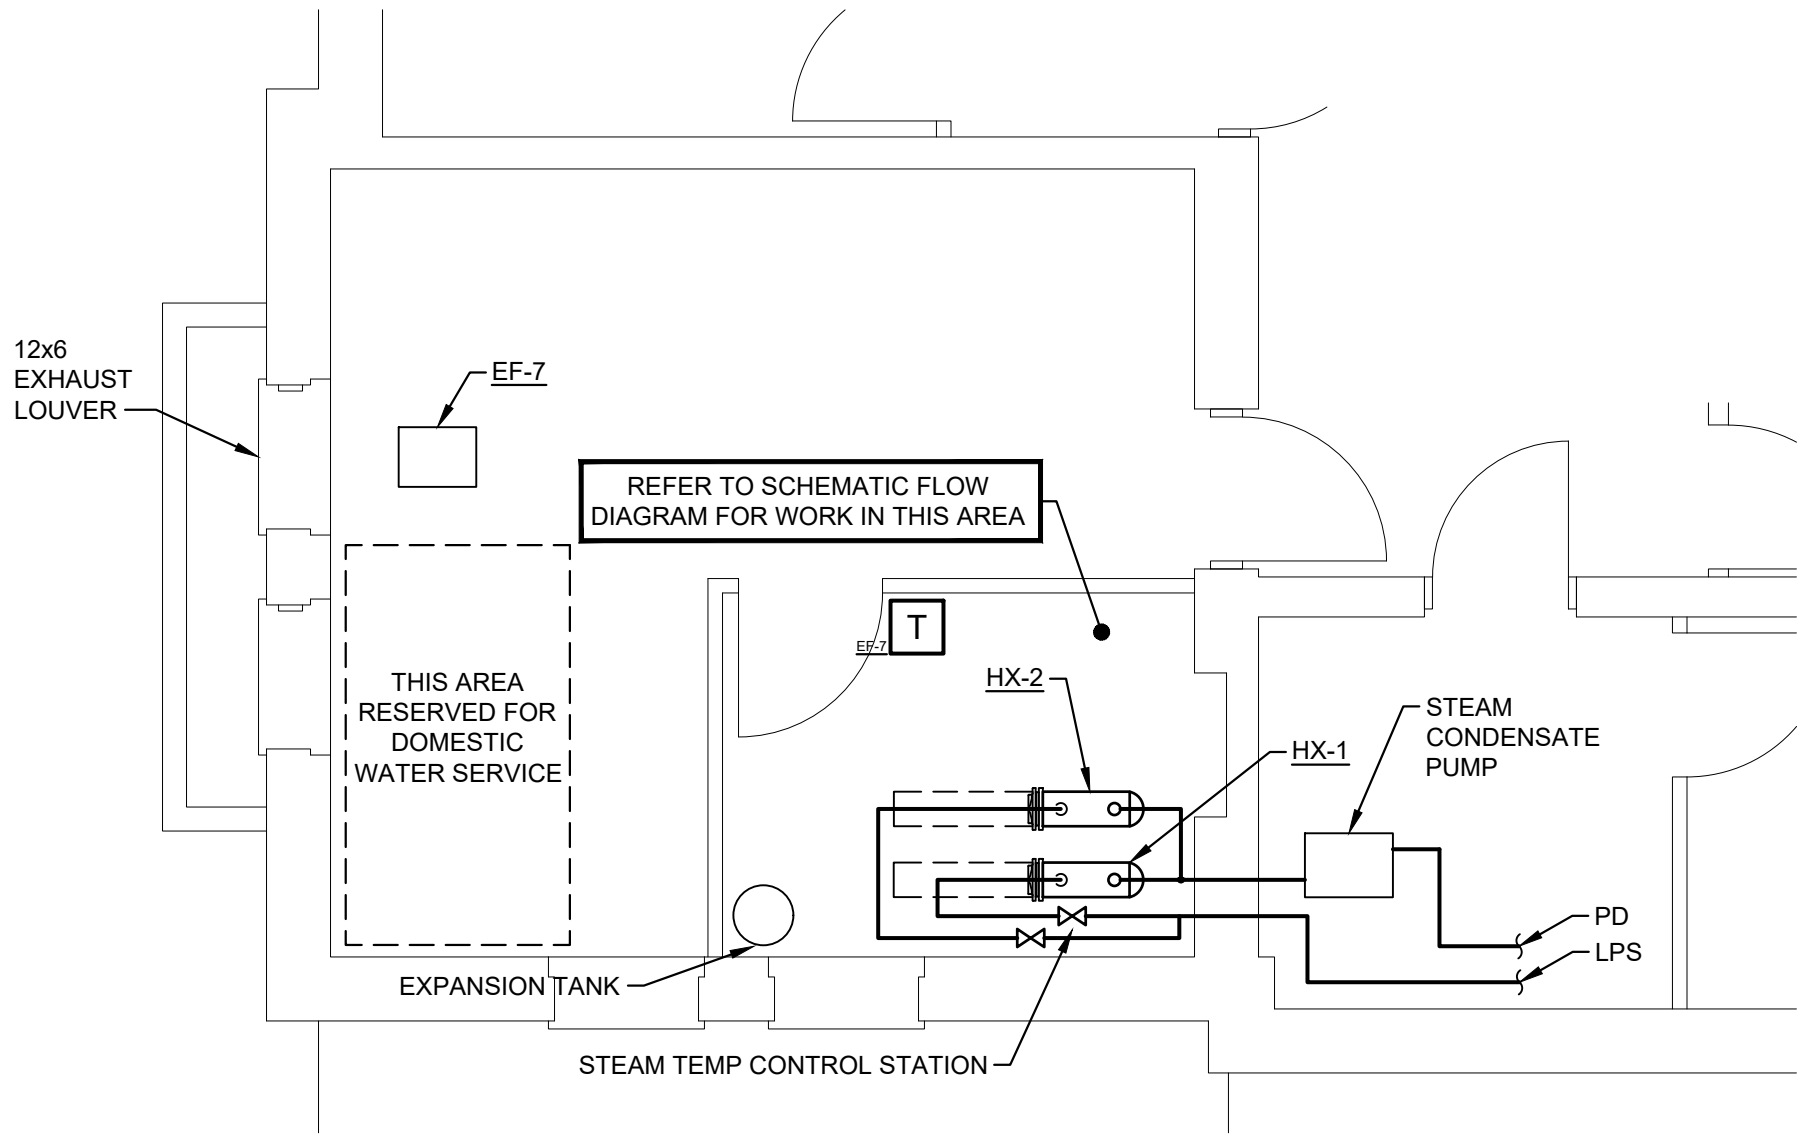 12x6
EXHAUST
LOUVER
EF-7
REFER TO SCHEMATIC FLOW
DIAGRAM FOR WORK IN THIS AREA
T
EF-7
THIS AREA
RESERVED FOR
DOMESTIC
WATER SERVICE
HX-2
HX-1
STEAM
CONDENSATE
PUMP
PD
LPS
EXPANSION TANK
STEAM TEMP CONTROL STATION